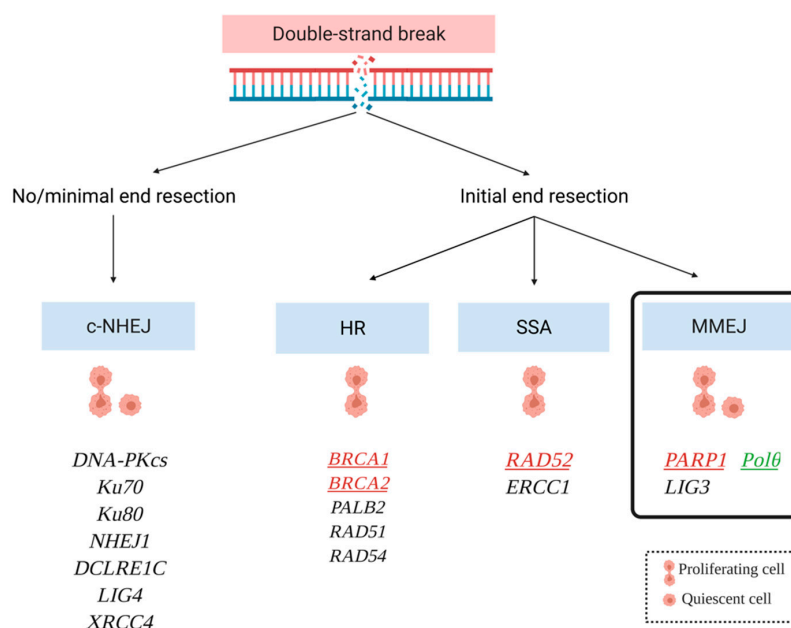 Double-strand break
No/minimal end resection
Initial end resection
c-NHEJ
HR
SSA
MMEJ
DNA-PKcs
Ku70
Ku80
NHEJ1
DCLRE1C
LIG4
XRCC4
BRCA1
BRCA2
PALB2
RAD51
RAD54
RAD52
ERCC1
PARP1 Polθ
LIG3
Proliferating cell
Quiescent cell